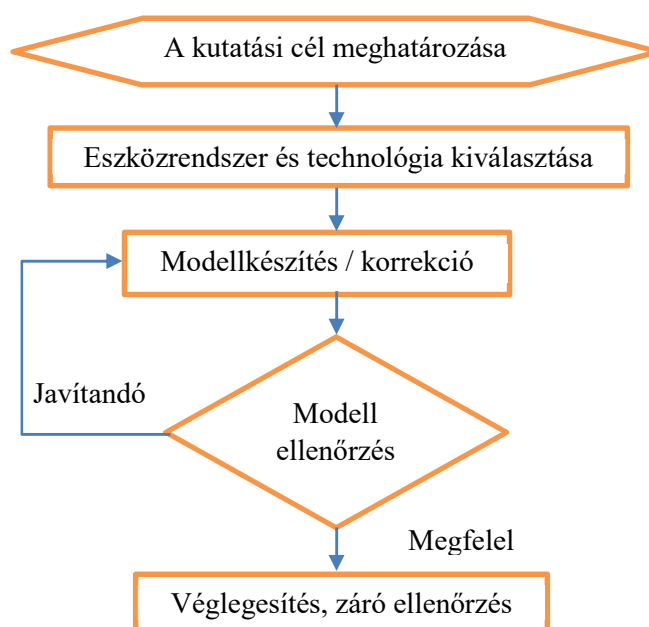 A kutatási cél meghatározása
Eszközrendszer és technológia kiválasztása
Modellkészítés / korrekció
Javítandó
Modell
ellenőrzés
Megfelel
Véglegesítés, záró ellenőrzés